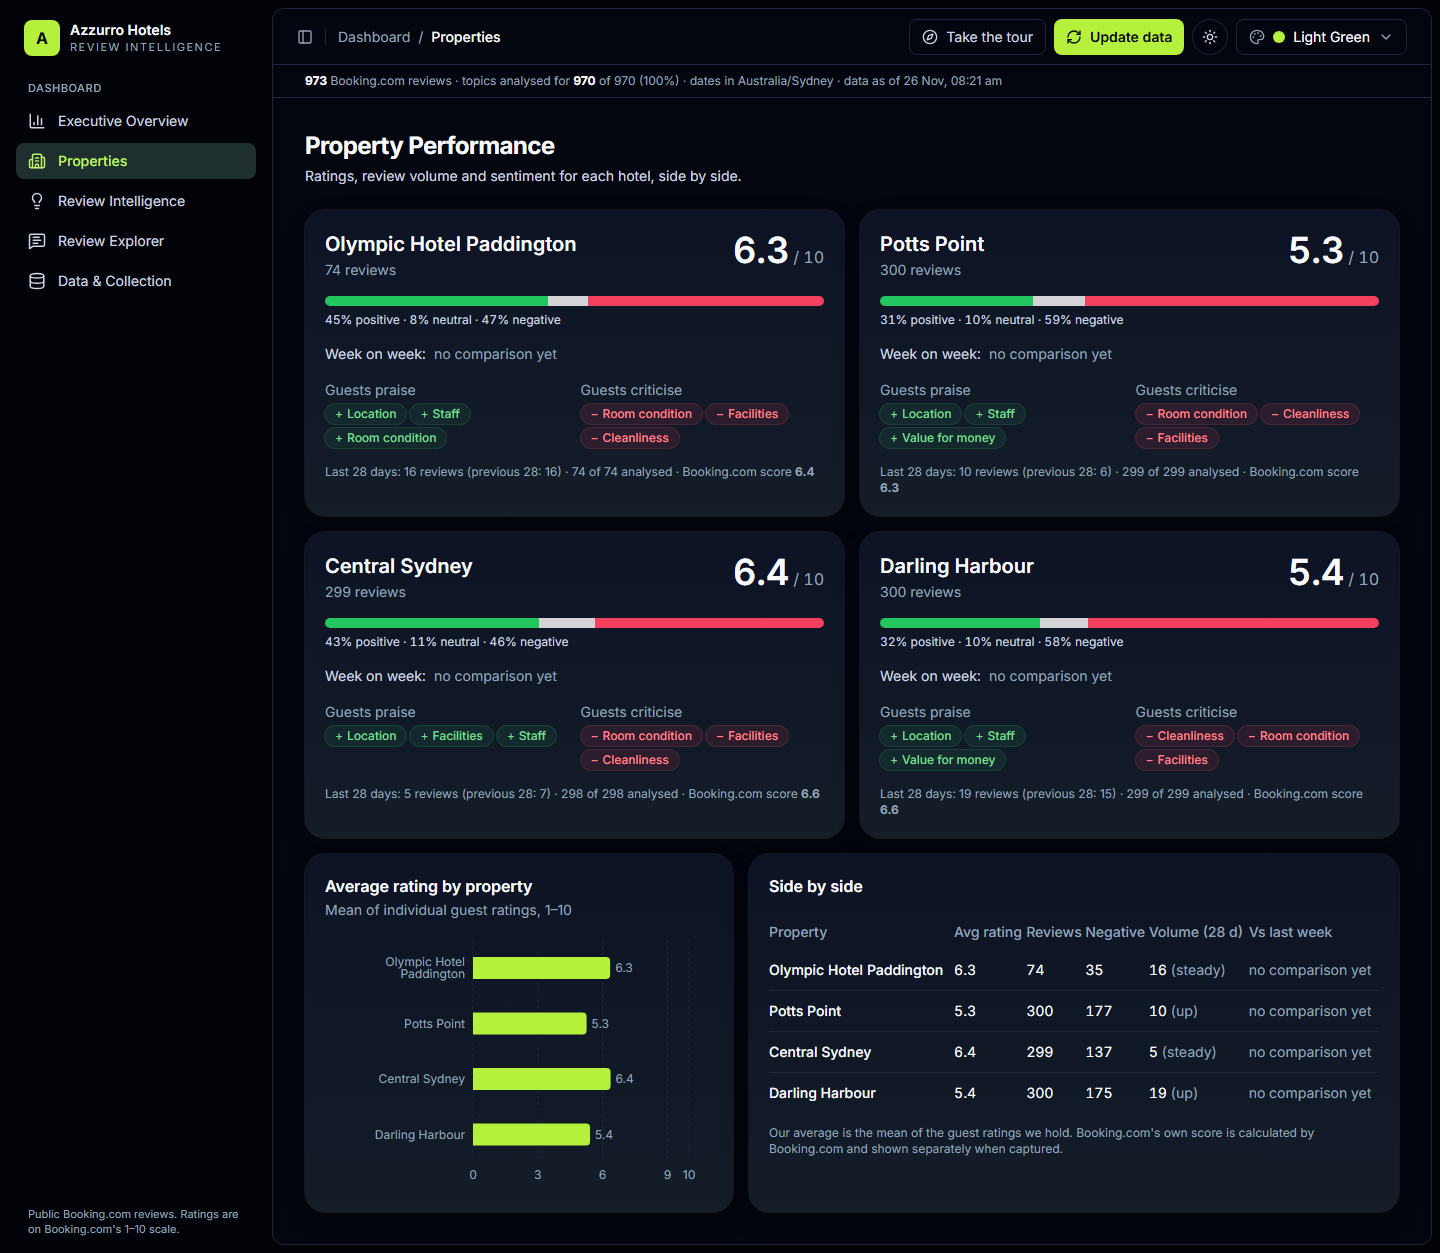 A
Azzurro Hotels
REVIEW INTELLIGENCE
DASHBOARD
Executive Overview
Properties
Review Intelligence
Review Explorer
Data & Collection
Public Booking.com reviews. Ratings are
on Booking.com's 1–10 scale.
Dashboard / Properties
Take the tour
Update data
Light Green
973 Booking.com reviews · topics analysed for 970 of 970 (100%) · dates in Australia/Sydney · data as of 26 Nov, 08:21 am
Property Performance
Ratings, review volume and sentiment for each hotel, side by side.
Olympic Hotel Paddington
6.3 / 10
74 reviews
45% positive · 8% neutral · 47% negative
Week on week: no comparison yet
Guests praise
+ Location + Staff
+ Room condition
Guests criticise
− Room condition − Facilities
− Cleanliness
Last 28 days: 16 reviews (previous 28: 16) · 74 of 74 analysed · Booking.com score 6.4
Potts Point
5.3 / 10
300 reviews
31% positive · 10% neutral · 59% negative
Week on week: no comparison yet
Guests praise
+ Location + Staff
+ Value for money
Guests criticise
− Room condition − Cleanliness
− Facilities
Last 28 days: 10 reviews (previous 28: 6) · 299 of 299 analysed · Booking.com score
6.3
Central Sydney
6.4 / 10
299 reviews
43% positive · 11% neutral · 46% negative
Week on week: no comparison yet
Guests praise
+ Location + Facilities + Staff
Guests criticise
− Room condition − Facilities
− Cleanliness
Last 28 days: 5 reviews (previous 28: 7) · 298 of 298 analysed · Booking.com score 6.6
Darling Harbour
5.4 / 10
300 reviews
32% positive · 10% neutral · 58% negative
Week on week: no comparison yet
Guests praise
+ Location + Staff
+ Value for money
Guests criticise
− Cleanliness − Room condition
− Facilities
Last 28 days: 19 reviews (previous 28: 15) · 299 of 299 analysed · Booking.com score
6.6
Average rating by property
Mean of individual guest ratings, 1–10
Olympic Hotel
Paddington
6.3
Potts Point
5.3
Central Sydney
6.4
Darling Harbour
5.4
0 3 6 9 10
Side by side
Property Avg rating Reviews Negative Volume (28 d) Vs last week
Olympic Hotel Paddington 6.3 74 35 16 (steady) no comparison yet
Potts Point 5.3 300 177 10 (up) no comparison yet
Central Sydney 6.4 299 137 5 (steady) no comparison yet
Darling Harbour 5.4 300 175 19 (up) no comparison yet
Our average is the mean of the guest ratings we hold. Booking.com's own score is calculated by
Booking.com and shown separately when captured.